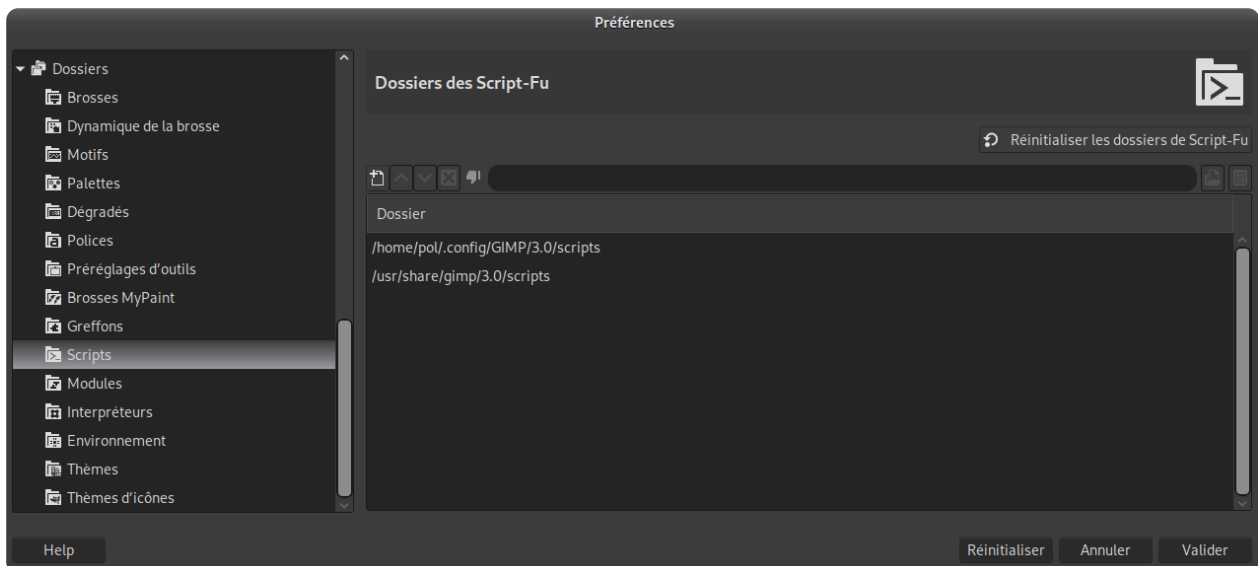 Préférences
Dossiers
Brosses
Dynamique de la brosse
Motifs
Palettes
Dégradés
Polices
Préréglages d'outils
Brosses MyPaint
Greffons
Scripts
Modules
Interpréteurs
Environnement
Thèmes
Thèmes d'icônes
Dossiers des Script-Fu
Réinitialiser les dossiers de Script-Fu
Dossier
/home/pol/.config/GIMP/3.0/scripts
/usr/share/gimp/3.0/scripts
Help
Réinitialiser
Annuler
Valider